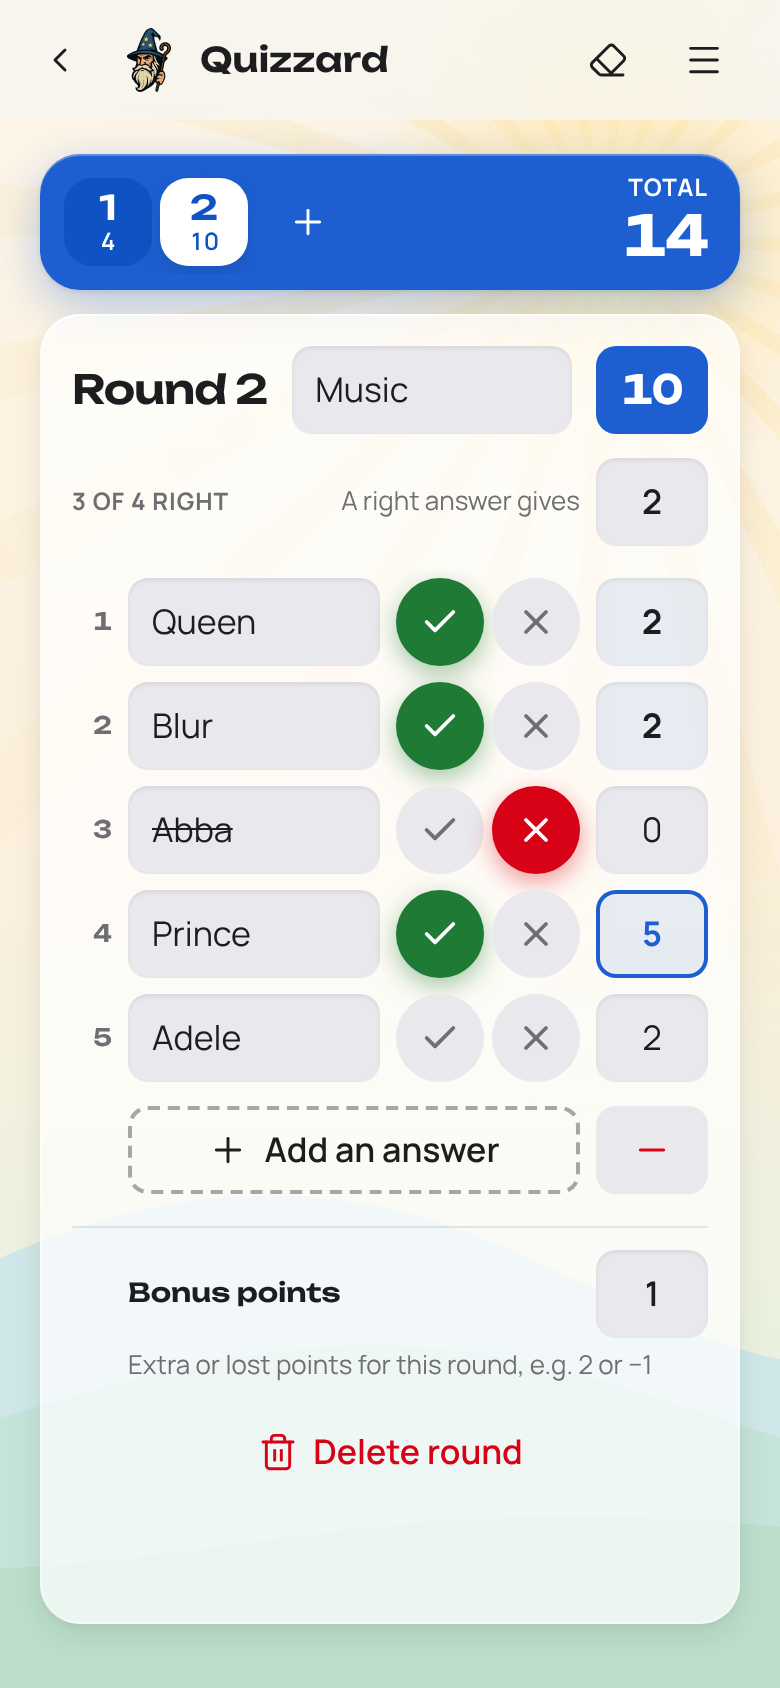 Quizzard
1
4
2
10
TOTAL
14
Round 2
Music
10
3 OF 4 RIGHT
A right answer gives
2
1 Queen 2
2 Blur 2
3 Abba 0
4 Prince 5
5 Adele 2
+ Add an answer −
Bonus points 1
Extra or lost points for this round, e.g. 2 or −1
Delete round